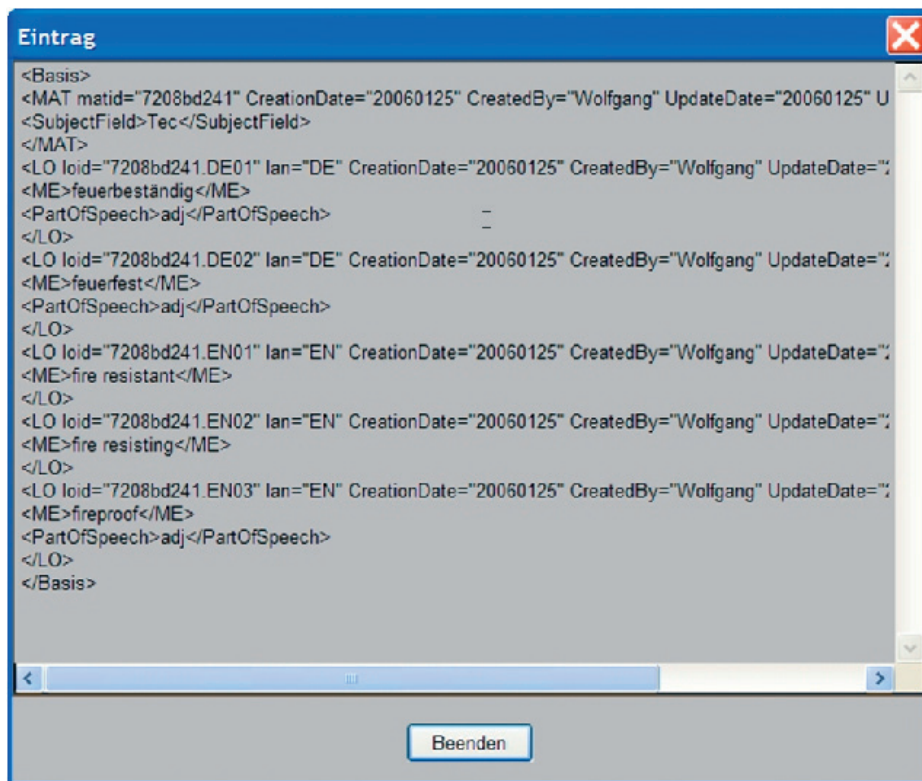 Eintrag
<Basis>
<MAT matid="7208bd241" CreationDate="20060125" CreatedBy="Wolfgang" UpdateDate="20060125" U
<SubjectField>Tec</SubjectField>
</MAT>
<LO loid="7208bd241.DE01" lan="DE" CreationDate="20060125" CreatedBy="Wolfgang" UpdateDate="2
<ME>feuerbeständig</ME>
<PartOfSpeech>adj</PartOfSpeech>
</LO>
<LO loid="7208bd241.DE02" lan="DE" CreationDate="20060125" CreatedBy="Wolfgang" UpdateDate="2
<ME>feuerfest</ME>
<PartOfSpeech>adj</PartOfSpeech>
</LO>
<LO loid="7208bd241.EN01" lan="EN" CreationDate="20060125" CreatedBy="Wolfgang" UpdateDate="2
<ME>fire resistant</ME>
</LO>
<LO loid="7208bd241.EN02" lan="EN" CreationDate="20060125" CreatedBy="Wolfgang" UpdateDate="2
<ME>fire resisting</ME>
</LO>
<LO loid="7208bd241.EN03" lan="EN" CreationDate="20060125" CreatedBy="Wolfgang" UpdateDate="2
<ME>fireproof</ME>
<PartOfSpeech>adj</PartOfSpeech>
</LO>
</Basis>
Beenden